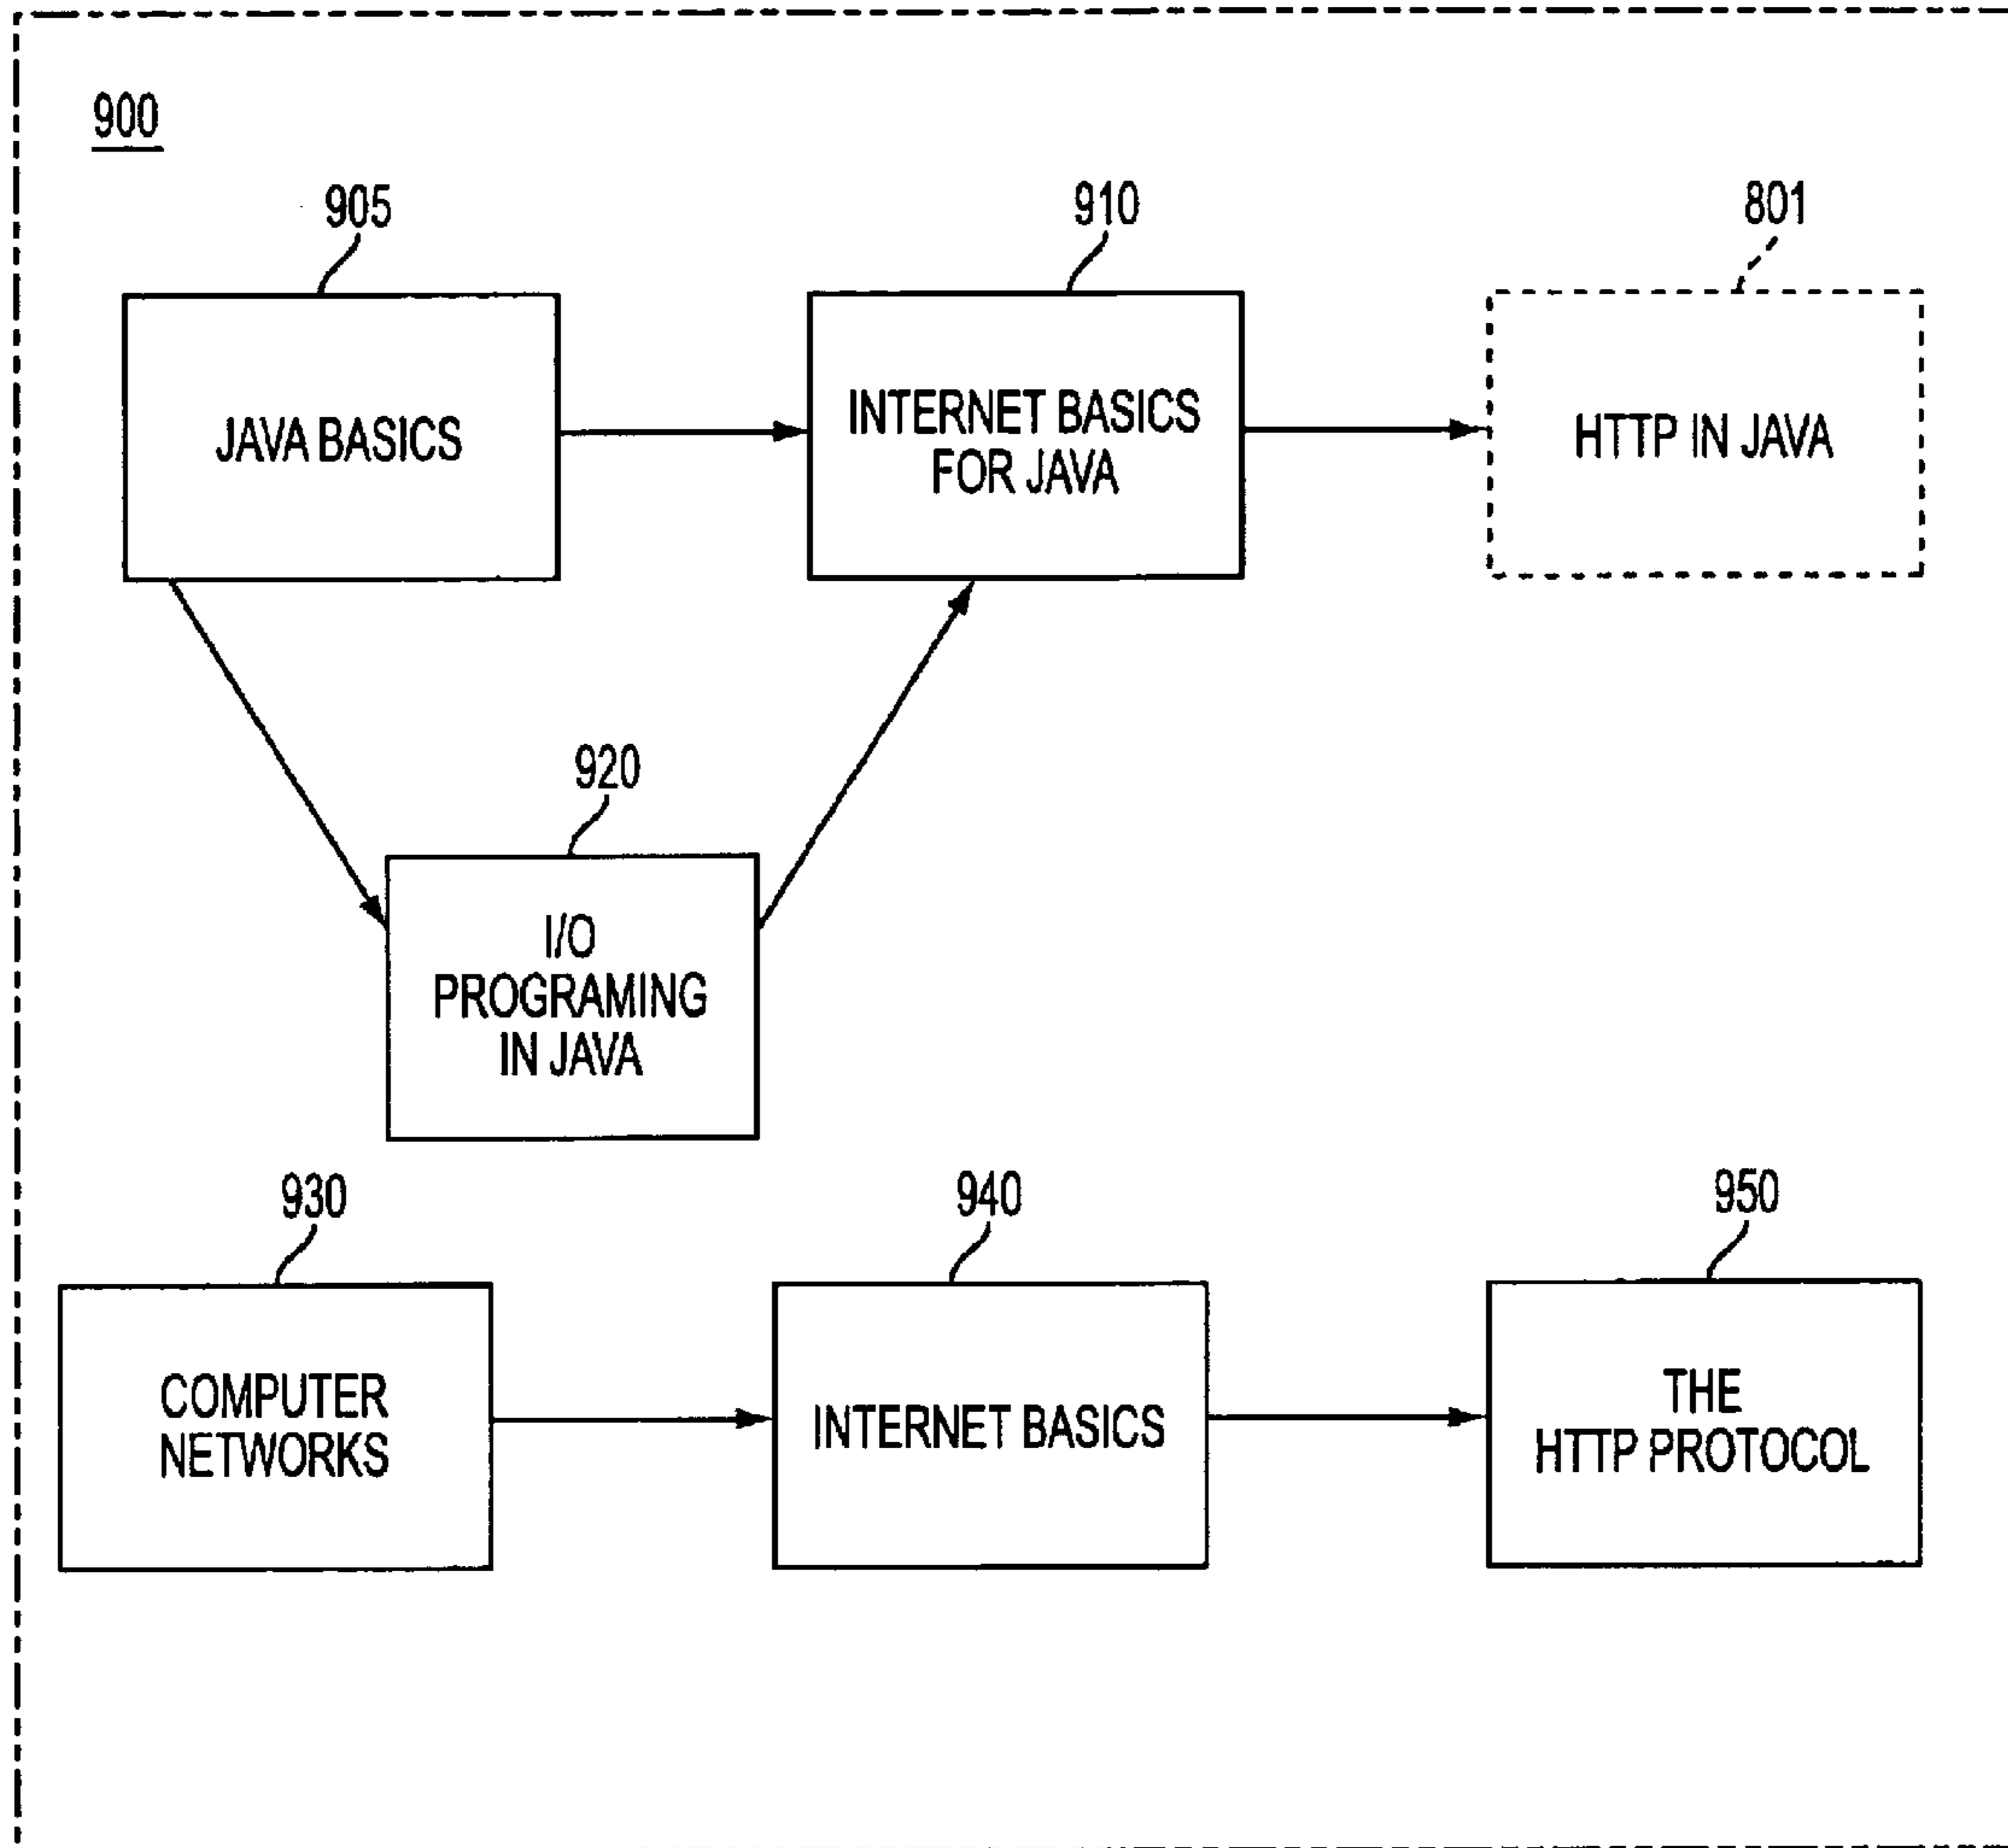 900
905
910
801
JAVA BASICS
INTERNET BASICS
FOR JAVA
HTTP IN JAVA
920
I/O
PROGRAMING
IN JAVA
930
940
950
COMPUTER
NETWORKS
INTERNET BASICS
THE
HTTP PROTOCOL